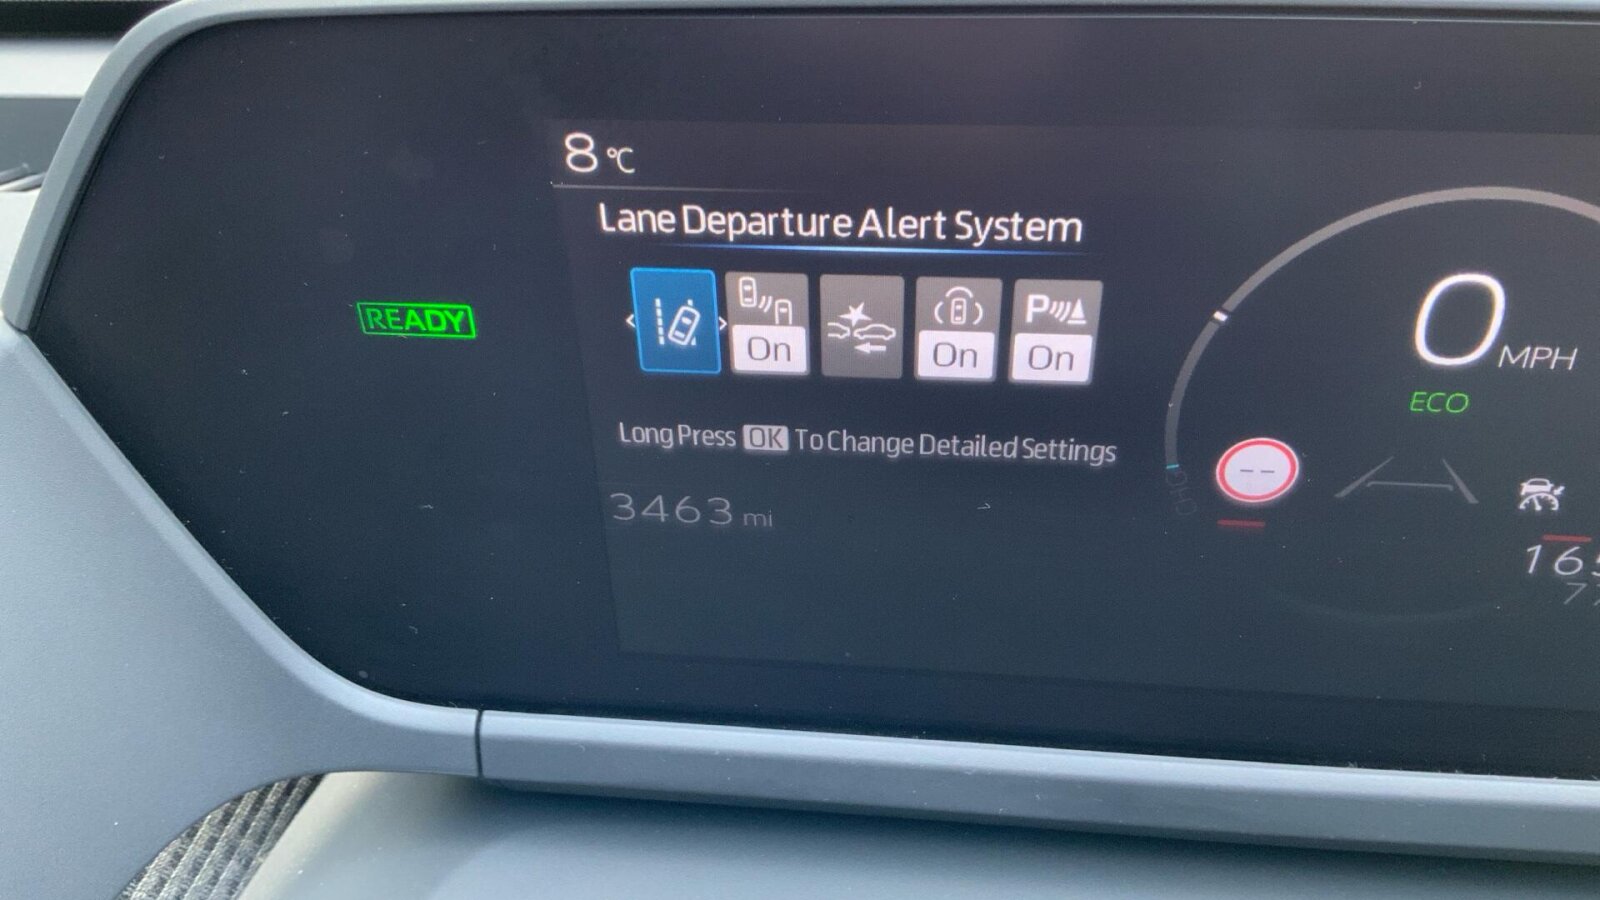 8 °C
Lane Departure Alert System
READY
On
On
P On
Long Press OK To Change Detailed Settings
3463 mi
0 MPH
ECO
CHG
--